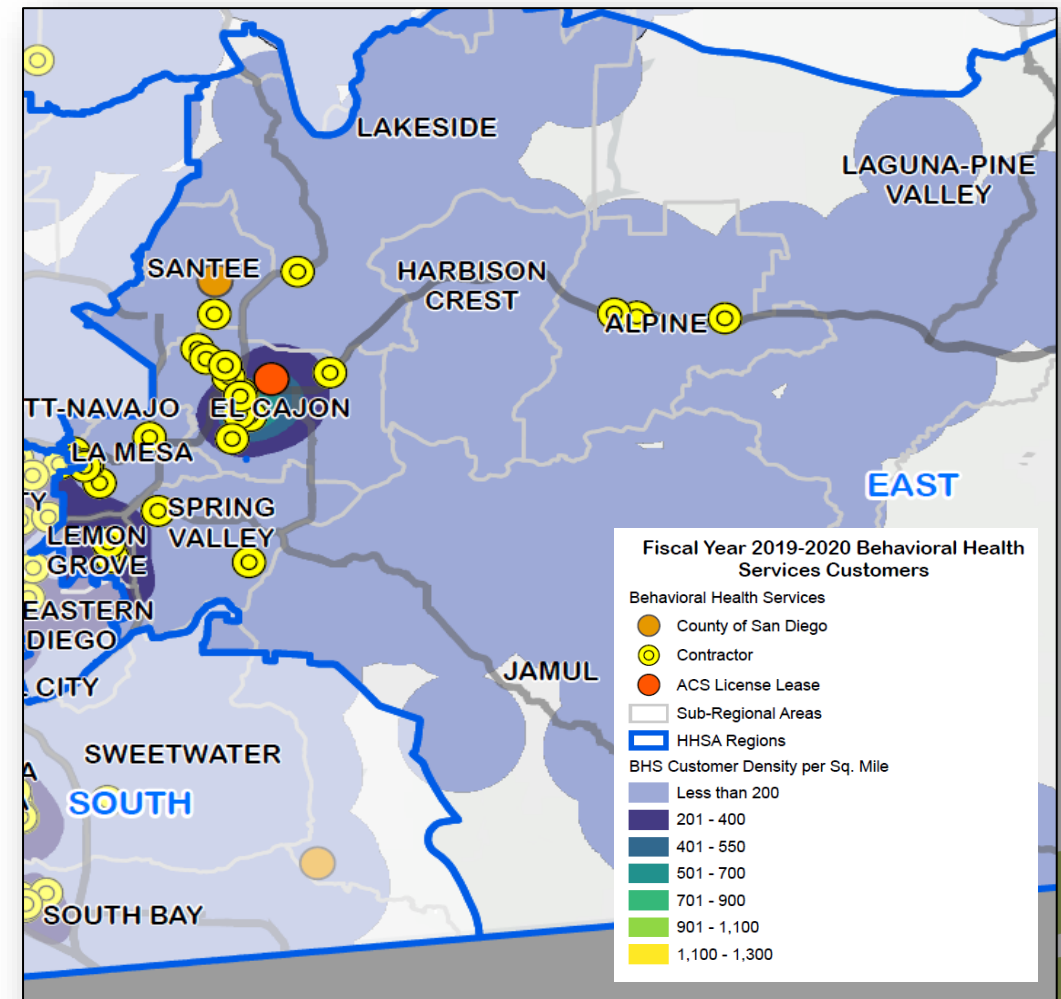 LAKESIDE
LAGUNA-PINE
VALLEY
SANTEE
HARBISON
CREST
ALPINE
TT-NAVAJO
EL CAJON
LA MESA
EAST
TY
SPRING
VALLEY
LEMON
GROVE
EASTERN
DIEGO
CITY
JAMUL
SWEETWATER
A
SOUTH
SOUTH BAY
Fiscal Year 2019-2020 Behavioral Health
Services Customers
Behavioral Health Services
County of San Diego
Contractor
ACS License Lease
Sub-Regional Areas
HHSA Regions
BHS Customer Density per Sq. Mile
Less than 200
201 - 400
401 - 550
501 - 700
701 - 900
901 - 1,100
1,100 - 1,300